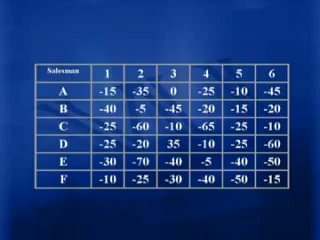 Salesman 1 2 3 4 5 6
A -15 -35 0 -25 -10 -45
B -40 -5 -45 -20 -15 -20
C -25 -60 -10 -65 -25 -10
D -25 -20 35 -10 -25 -60
E -30 -70 -40 -5 -40 -50
F -10 -25 -30 -40 -50 -15